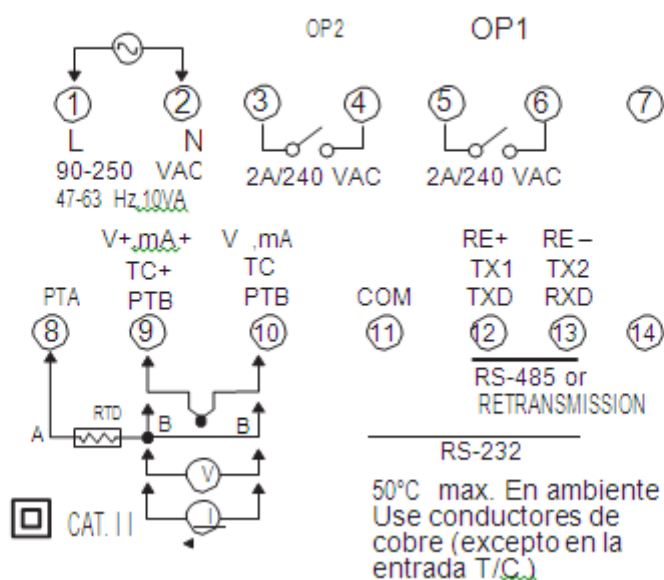 OP2 OP1
1 2 3 4 5 6 7
L N
90-250 VAC 2A/240 VAC 2A/240 VAC
47-63 Hz,10VA
V+,mA+ V ,mA RE+ RE–
TC+ TC TX1 TX2
PTA PTB PTB COM TXD RXD
8 9 10 11 12 13 14
RS-485 or
RETRANSMISSION
RTD
A B B
RS-232
V
I
CAT. II
50°C max. En ambiente
Use conductores de
cobre (excepto en la
entrada T/C.)